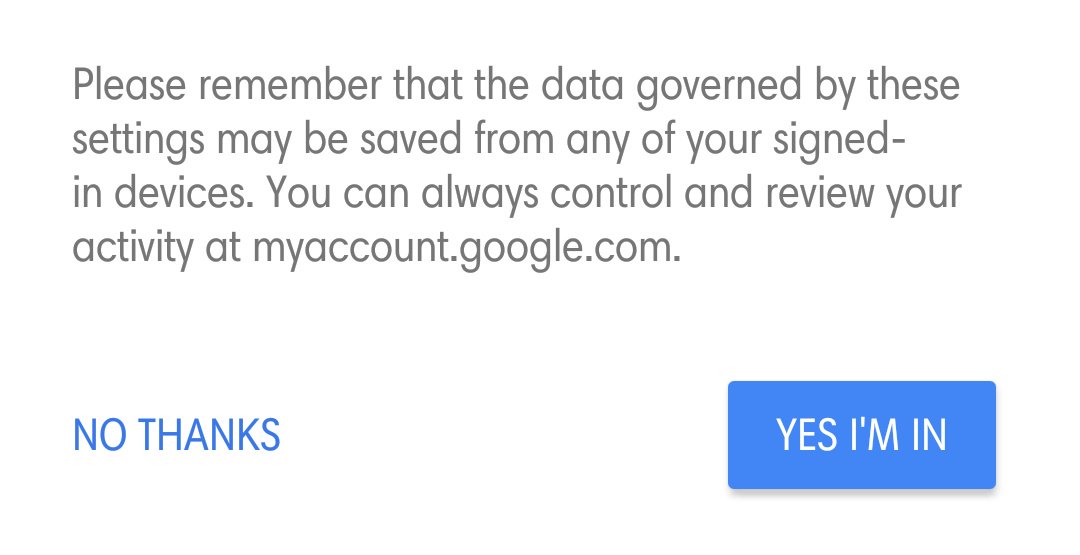 Please remember that the data governed by these
settings may be saved from any of your signed-
in devices. You can always control and review your
activity at myaccount.google.com.
NO THANKS
YES I'M IN